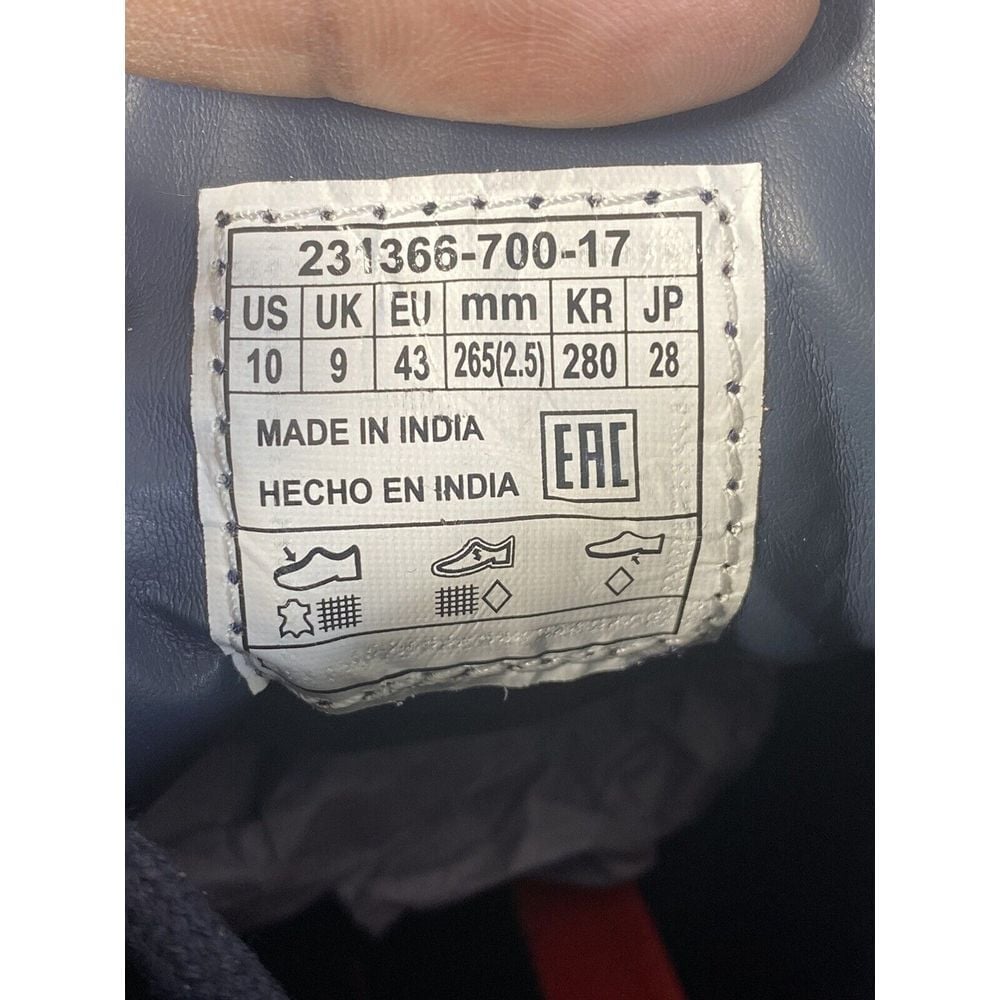 231366-700-17
US UK EU mm KR JP
10 9 43 265(2.5) 280 28
MADE IN INDIA
HECHO EN INDIA
EAC